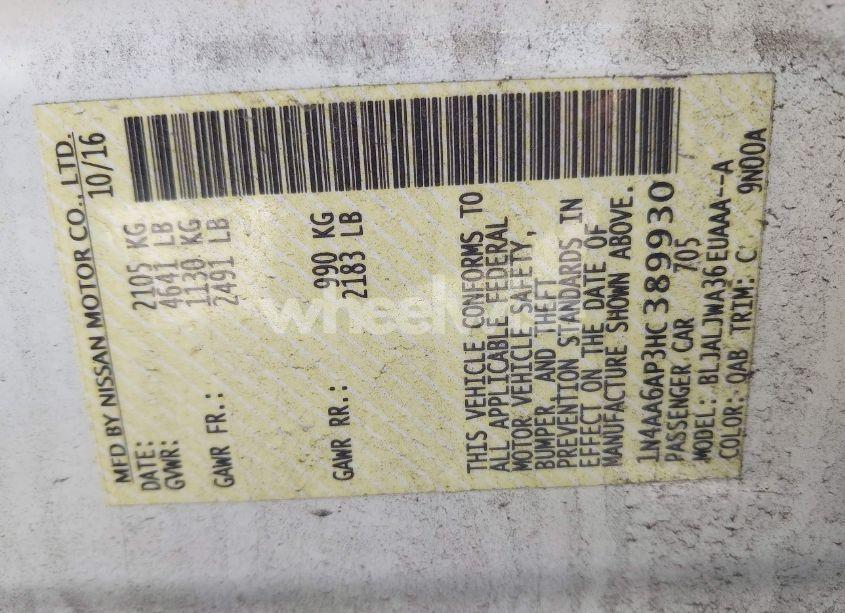 MFD BY NISSAN MOTOR CO., LTD.
DATE: 10/16
GVWR: 2105 KG
4641 LB
GAWR FR.: 1130 KG
2491 LB
GAWR RR.: 990 KG
2183 LB
THIS VEHICLE CONFORMS TO
ALL APPLICABLE FEDERAL
MOTOR VEHICLE SAFETY,
BUMPER AND THEFT
PREVENTION STANDARDS IN
EFFECT ON THE DATE OF
MANUFACTURE SHOWN ABOVE.
1N4AA6AP3HC389930
PASSENGER CAR 705
MODEL: BLJALJWA36EUAAA--A
COLOR: QAB TRIM: C 9N00A